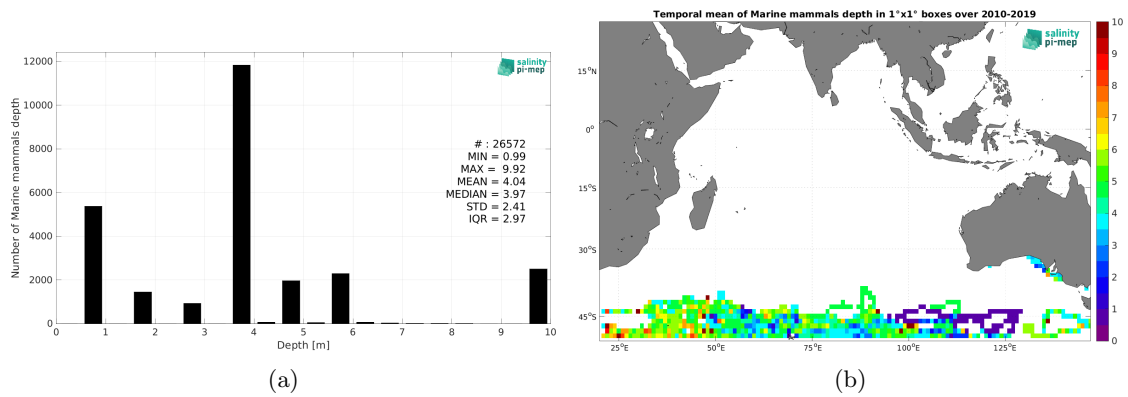 salinity
pi-mep
12000
10000
8000
6000
4000
2000
0
Number of Marine mammals depth
# : 26572
MIN = 0.99
MAX = 9.92
MEAN = 4.04
MEDIAN = 3.97
STD = 2.41
IQR = 2.97
0 1 2 3 4 5 6 7 8 9 10
Depth [m]
(a)
Temporal mean of Marine mammals depth in 1°x1° boxes over 2010-2019
salinity
pi-mep
15°N
0°
15°S
30°S
45°S
25°E 50°E 75°E 100°E 125°E
10
9
8
7
6
5
4
3
2
1
0
(b)